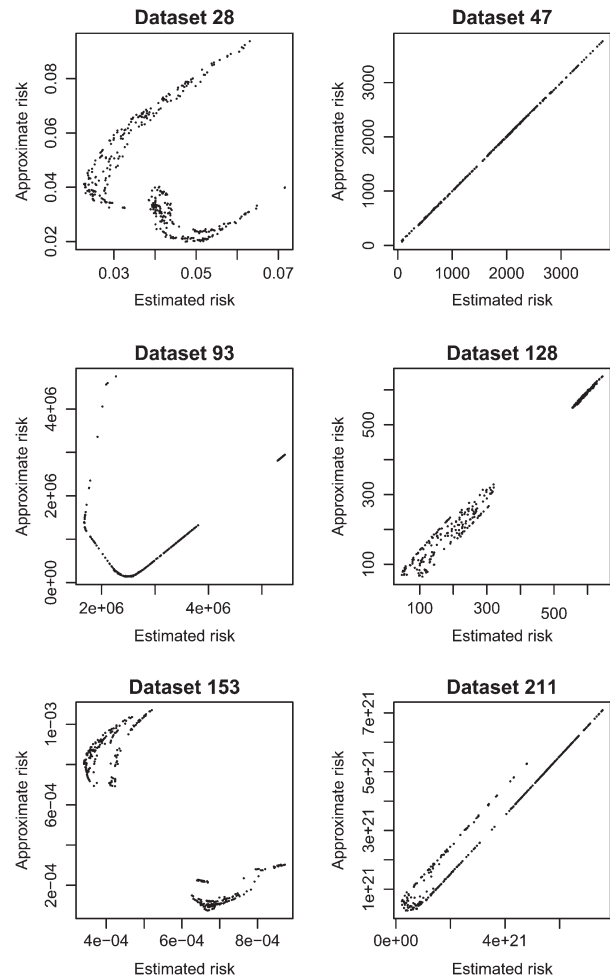 Dataset 28
Approximate risk
0.08
0.06
0.04
0.02
0.03
0.05
0.07
Estimated risk
Dataset 47
Approximate risk
3000
2000
1000
0
0
1000
2000
3000
Estimated risk
Dataset 93
Approximate risk
4e+06
2e+06
0e+00
2e+06
4e+06
Estimated risk
Dataset 128
Approximate risk
500
300
100
100
300
500
Estimated risk
Dataset 153
Approximate risk
1e−03
6e−04
2e−04
4e−04
6e−04
8e−04
Estimated risk
Dataset 211
Approximate risk
7e+21
5e+21
3e+21
1e+21
0e+00
4e+21
Estimated risk